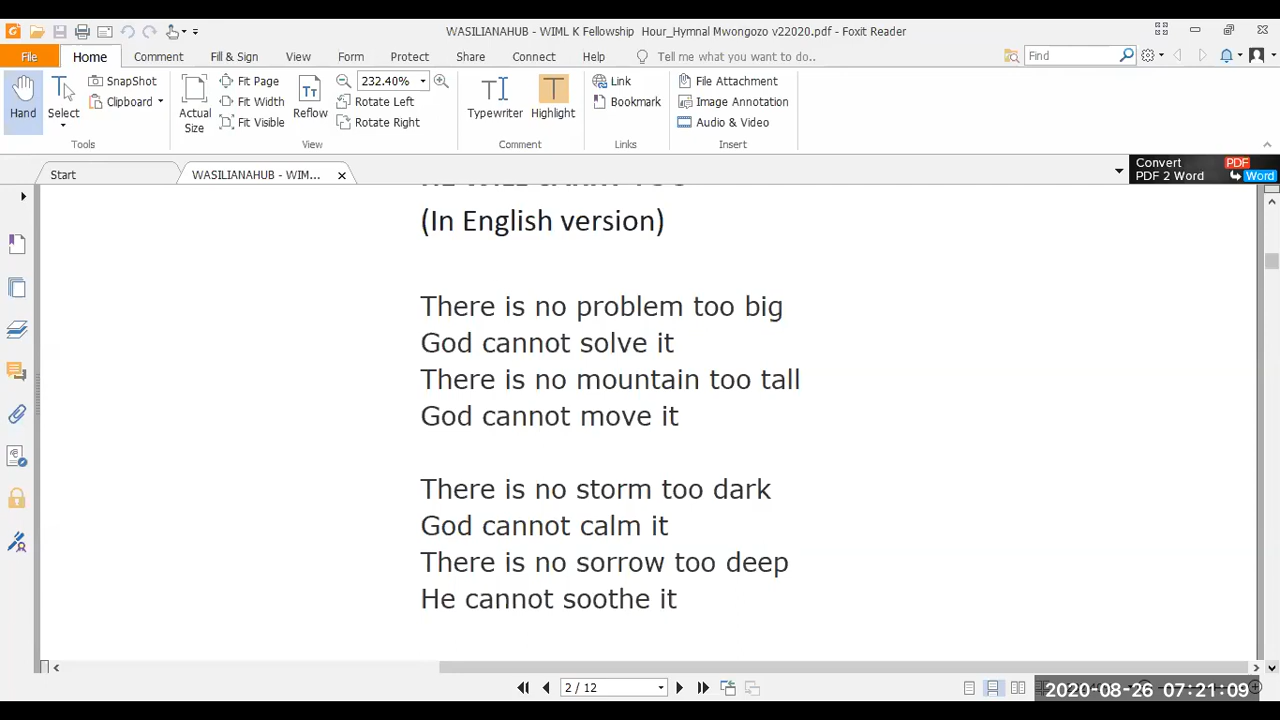 WASILIANAHUB - WIML K Fellowship Hour_Hymnal Mwongozo v22020.pdf - Foxit Reader
File Home Comment Fill & Sign View Form Protect Share Connect Help Tell me what you want to do.. Find
Hand Select SnapShot Clipboard Actual Size Fit Page Fit Width Fit Visible Reflow 232.40% Rotate Left Rotate Right Typewriter Highlight Link Bookmark File Attachment Image Annotation Audio & Video
Tools View Comment Links Insert
Start WASILIANAHUB - WIM... Convert PDF
PDF 2 Word Word
(In English version)
There is no problem too big
God cannot solve it
There is no mountain too tall
God cannot move it
There is no storm too dark
God cannot calm it
There is no sorrow too deep
He cannot soothe it
2 / 12
2020-08-26 07:21:09